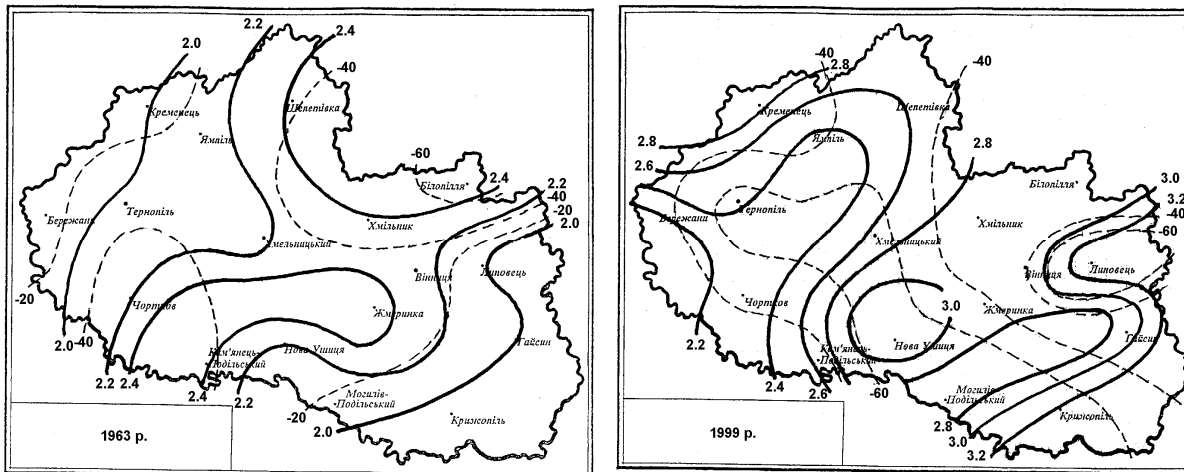 2.0
2.2
2.4
-40
Кременець
Шепетівка
Ямпіль
-60
Білопілля
2.4
2.2
-40
-20
2.0
Бережани
Тернопіль
Хмельницький
Хмільник
Вінниця
Липовець
-20
Чортков
Жмеринка
Гайсин
2.0
-40
Нова Ушиця
Кам'янець-
Подільський
2.2
2.4
2.4
2.2
Могилів-
Подільський
-20
2.0
Крижопіль
1963 р.
-40
2.8
-40
Кременець
Шепетівка
Ямпіль
2.8
2.6
2.8
Білопілля
3.0
3.2
-40
-60
Бережани
Тернопіль
Хмельницький
Хмільник
Вінниця
Липовець
Чортков
3.0
Жмеринка
Гайсин
2.2
Нова Ушиця
Кам'янець-
Подільський
2.4
2.6
-60
Могилів-
Подільський
Крижопіль
2.8
3.0
3.2
1999 р.